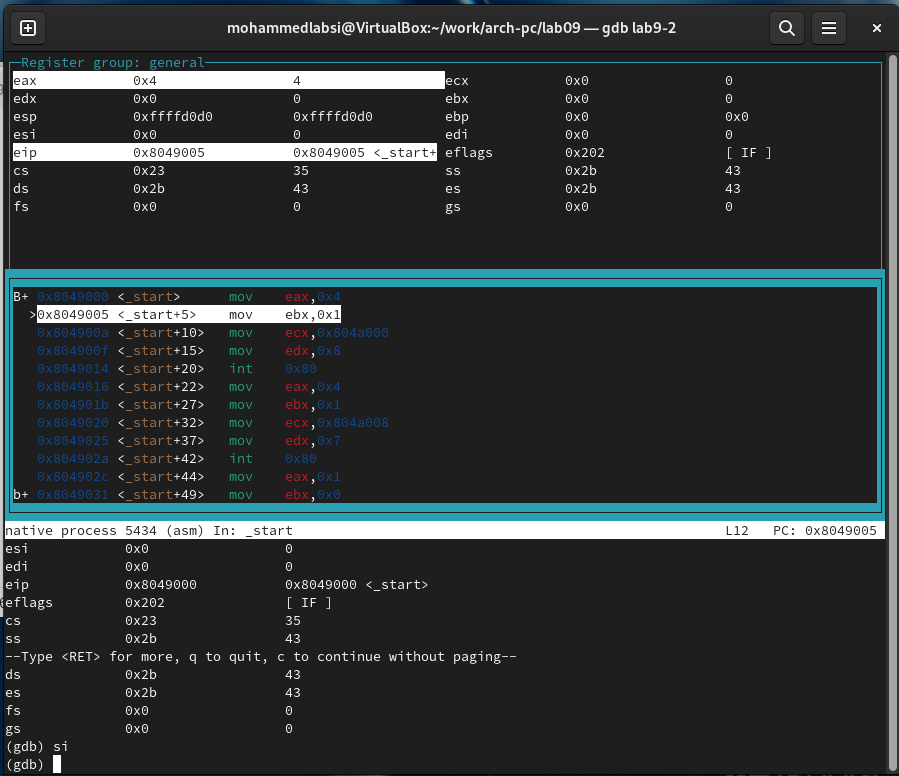 mohammedlabsi@VirtualBox:~/work/arch-pc/lab09 — gdb lab9-2
Register group: general
eax 0x4 4 ecx 0x0 0
edx 0x0 0 ebx 0x0 0
esp 0xffffd0d0 0xffffd0d0 ebp 0x0 0x0
esi 0x0 0 edi 0x0 0
eip 0x8049005 0x8049005 <_start+ eflags 0x202 [ IF ]
cs 0x23 35 ss 0x2b 43
ds 0x2b 43 es 0x2b 43
fs 0x0 0 gs 0x0 0
B+ 0x8049000 <_start> mov eax,0x4
>0x8049005 <_start+5> mov ebx,0x1
0x804900a <_start+10> mov ecx,0x804a000
0x804900f <_start+15> mov edx,0x8
0x8049014 <_start+20> int 0x80
0x8049016 <_start+22> mov eax,0x4
0x804901b <_start+27> mov ebx,0x1
0x8049020 <_start+32> mov ecx,0x804a008
0x8049025 <_start+37> mov edx,0x7
0x804902a <_start+42> int 0x80
0x804902c <_start+44> mov eax,0x1
b+ 0x8049031 <_start+49> mov ebx,0x0
native process 5434 (asm) In: _start L12 PC: 0x8049005
esi 0x0 0
edi 0x0 0
eip 0x8049000 0x8049000 <_start>
eflags 0x202 [ IF ]
cs 0x23 35
ss 0x2b 43
--Type <RET> for more, q to quit, c to continue without paging--
ds 0x2b 43
es 0x2b 43
fs 0x0 0
gs 0x0 0
(gdb) si
(gdb)